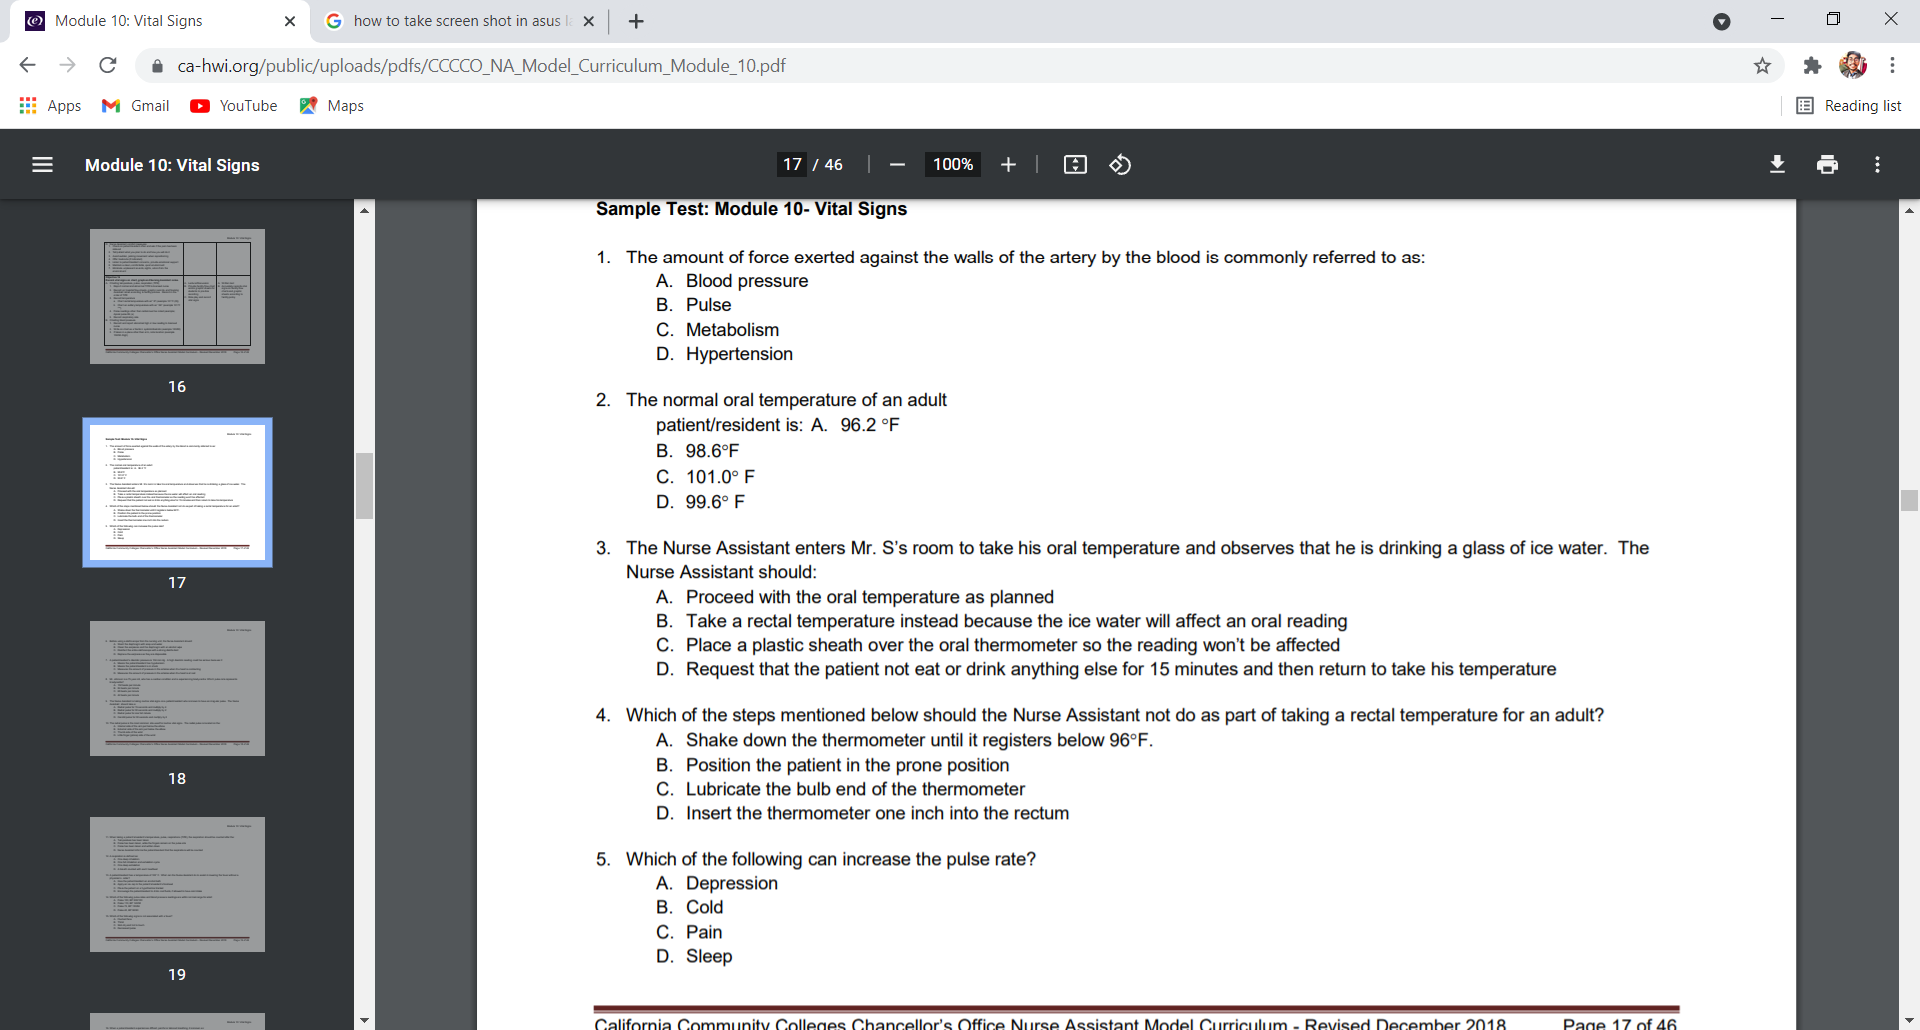 Module 10: Vital Signs
how to take screen shot in asus la
ca-hwi.org/public/uploads/pdfs/CCCCO_NA_Model_Curriculum_Module_10.pdf
Apps
Gmail
YouTube
Maps
Reading list
Module 10: Vital Signs
17 / 46
100%
16
17
18
19
Sample Test: Module 10- Vital Signs
1. The amount of force exerted against the walls of the artery by the blood is commonly referred to as:
A. Blood pressure
B. Pulse
C. Metabolism
D. Hypertension
2. The normal oral temperature of an adult
patient/resident is: A. 96.2 °F
B. 98.6°F
C. 101.0° F
D. 99.6° F
3. The Nurse Assistant enters Mr. S’s room to take his oral temperature and observes that he is drinking a glass of ice water. The
Nurse Assistant should:
A. Proceed with the oral temperature as planned
B. Take a rectal temperature instead because the ice water will affect an oral reading
C. Place a plastic sheath over the oral thermometer so the reading won’t be affected
D. Request that the patient not eat or drink anything else for 15 minutes and then return to take his temperature
4. Which of the steps mentioned below should the Nurse Assistant not do as part of taking a rectal temperature for an adult?
A. Shake down the thermometer until it registers below 96°F.
B. Position the patient in the prone position
C. Lubricate the bulb end of the thermometer
D. Insert the thermometer one inch into the rectum
5. Which of the following can increase the pulse rate?
A. Depression
B. Cold
C. Pain
D. Sleep
California Community Colleges Chancellor’s Office Nurse Assistant Model Curriculum - Revised December 2018 Page 17 of 46